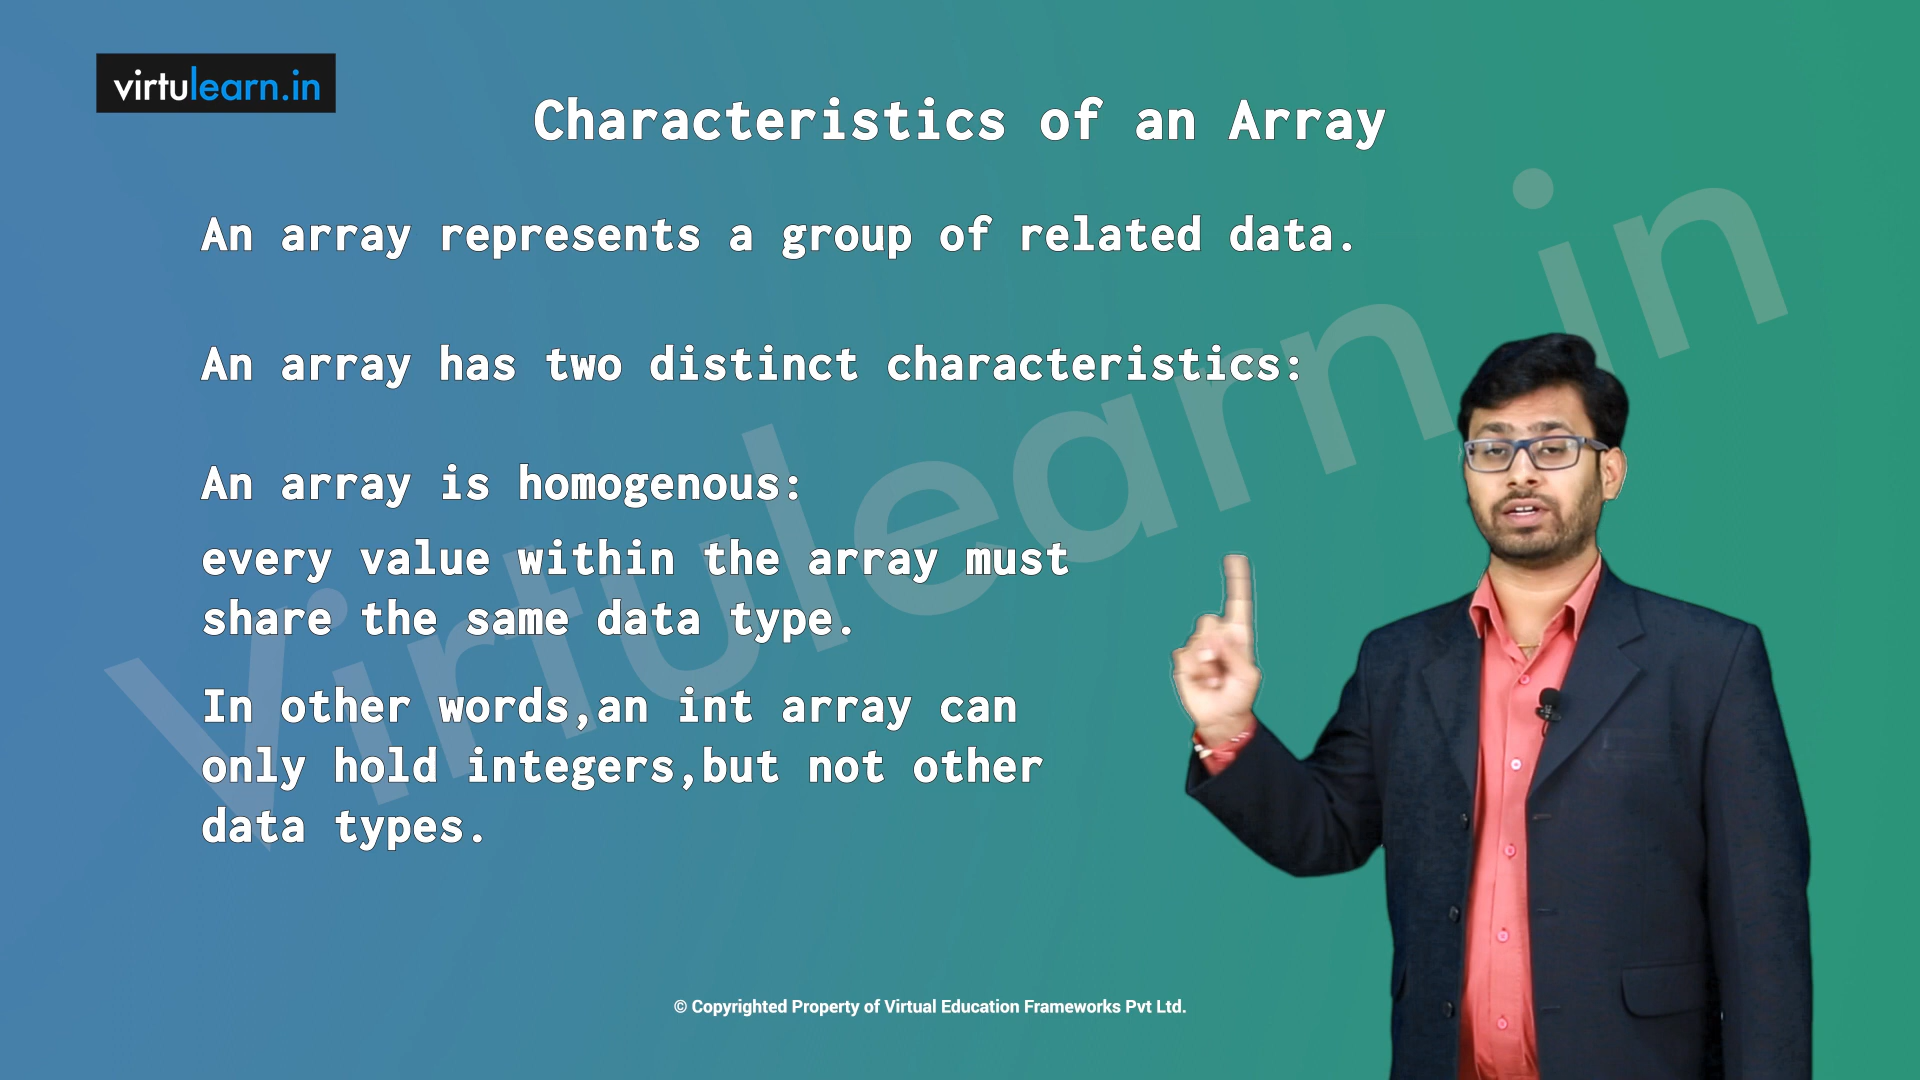 virtulearn.in
Characteristics of an Array
An array represents a group of related data.
An array has two distinct characteristics:
An array is homogenous:
every value within the array must
share the same data type.
In other words,an int array can
only hold integers,but not other
data types.
Virtulearn.in
© Copyrighted Property of Virtual Education Frameworks Pvt Ltd.